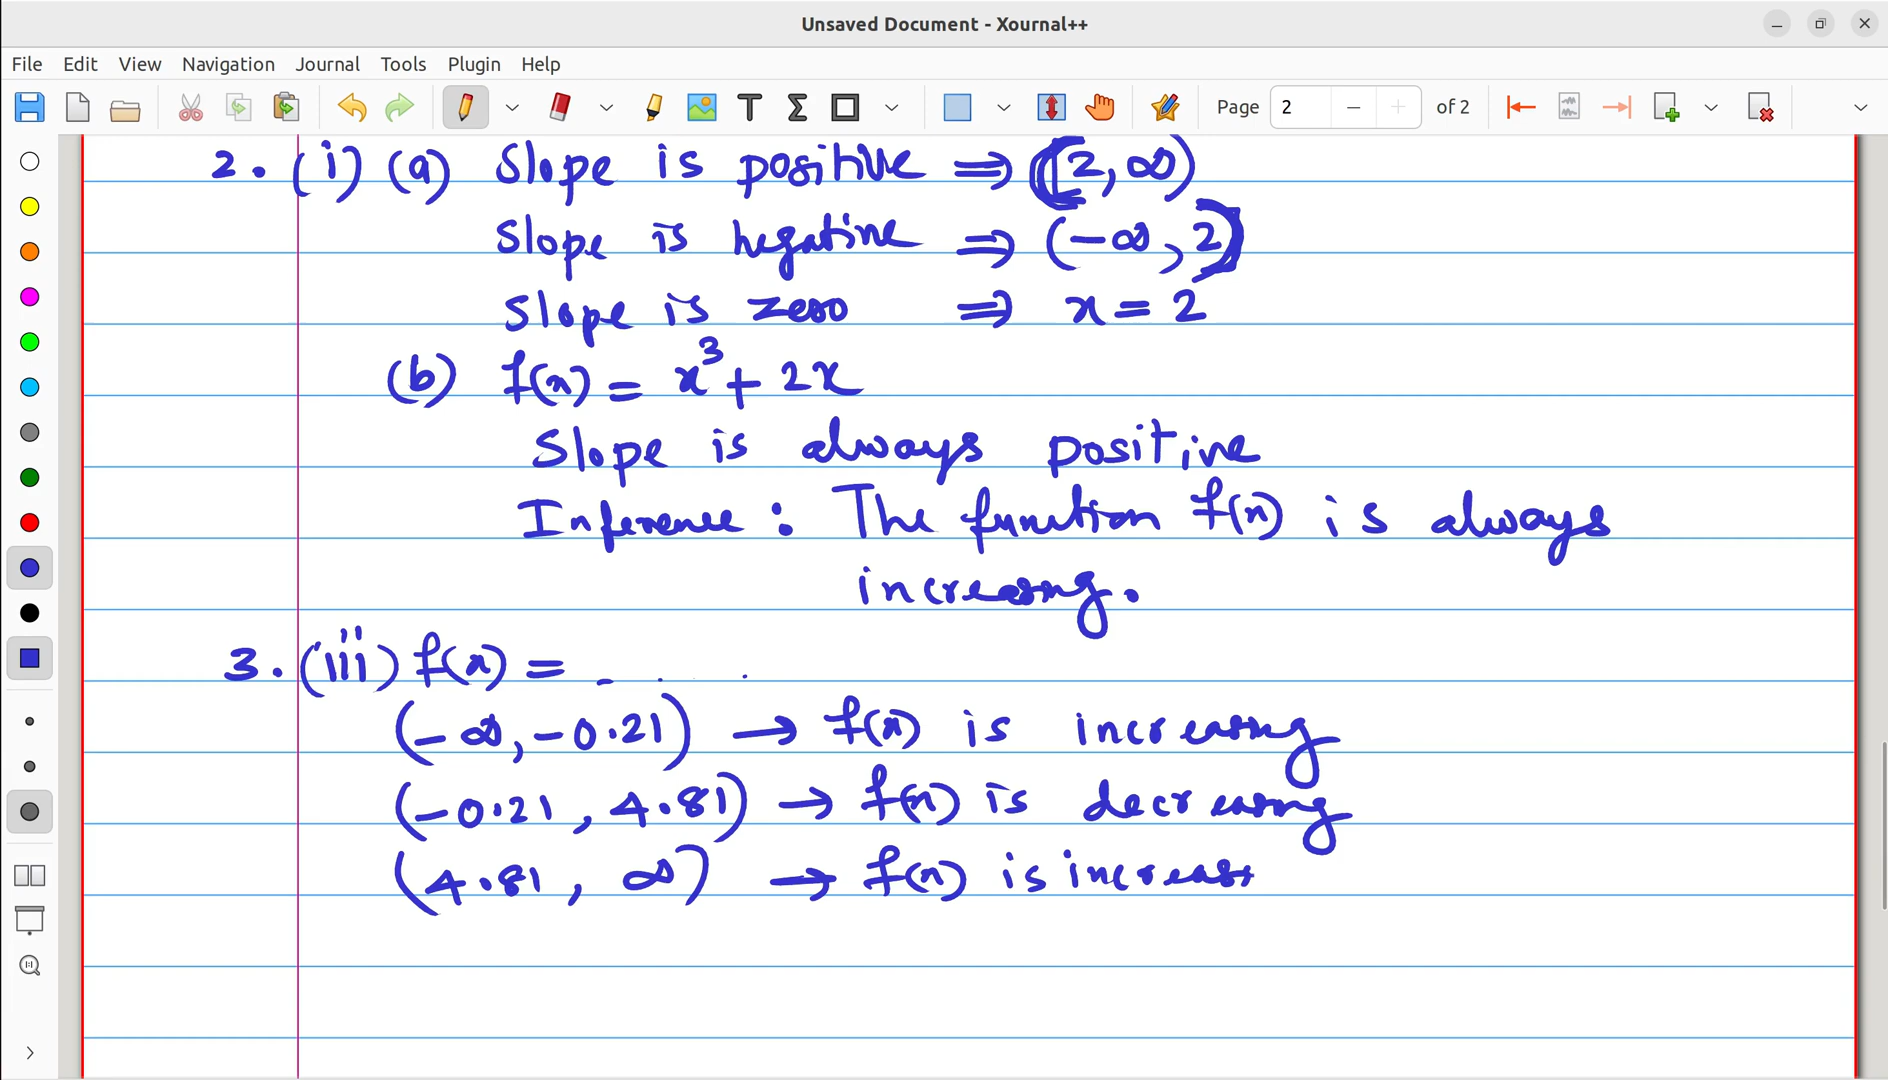 Unsaved Document - Xournal++
File Edit View Navigation Journal Tools Plugin Help
Page 2 of 2
2. (i) (a) Slope is positive ⇒ ([2, ∞)
Slope is negative ⇒ (-∞, 2)
Slope is zero ⇒ x = 2
(b) f(x) = x³ + 2x
Slope is always positive
Inference : The function f(x) is always
increasing.
3. (iii) f(x) = - . .
(-∞, -0.21) → f(x) is increasing
(-0.21, 4.81) → f(x) is decreasing
(4.81, ∞) → f(x) is increas